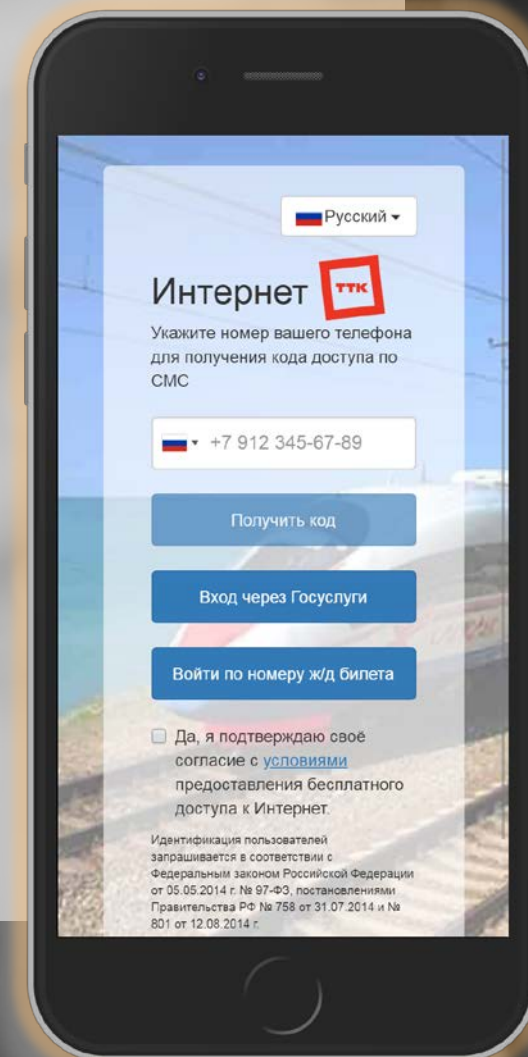 Русский
Интернет ТТК
Укажите номер вашего телефона
для получения кода доступа по
СМС
+7 912 345-67-89
Получить код
Вход через Госуслуги
Войти по номеру ж/д билета
Да, я подтверждаю своё
согласие с условиями
предоставления бесплатного
доступа к Интернет.
Идентификация пользователей
запрашивается в соответствии с
Федеральным законом Российской Федерации
от 05.05.2014 г. № 97-ФЗ, постановлениями
Правительства РФ № 758 от 31.07.2014 и №
801 от 12.08.2014 г.